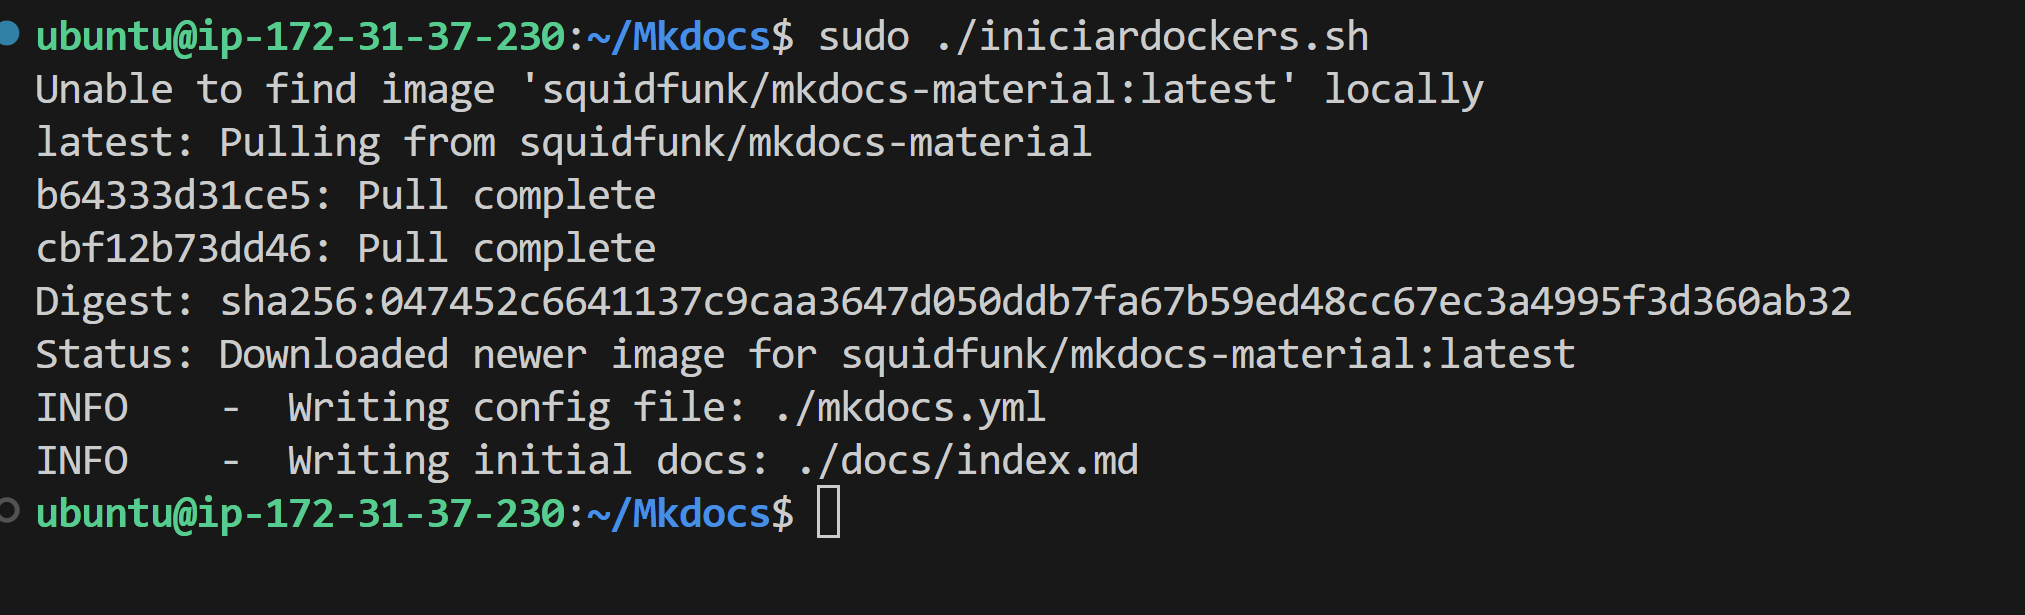 ubuntu@ip-172-31-37-230:~/Mkdocs$ sudo ./iniciardockers.sh
Unable to find image 'squidfunk/mkdocs-material:latest' locally
latest: Pulling from squidfunk/mkdocs-material
b64333d31ce5: Pull complete
cbf12b73dd46: Pull complete
Digest: sha256:047452c6641137c9caa3647d050ddb7fa67b59ed48cc67ec3a4995f3d360ab32
Status: Downloaded newer image for squidfunk/mkdocs-material:latest
INFO    -  Writing config file: ./mkdocs.yml
INFO    -  Writing initial docs: ./docs/index.md
ubuntu@ip-172-31-37-230:~/Mkdocs$